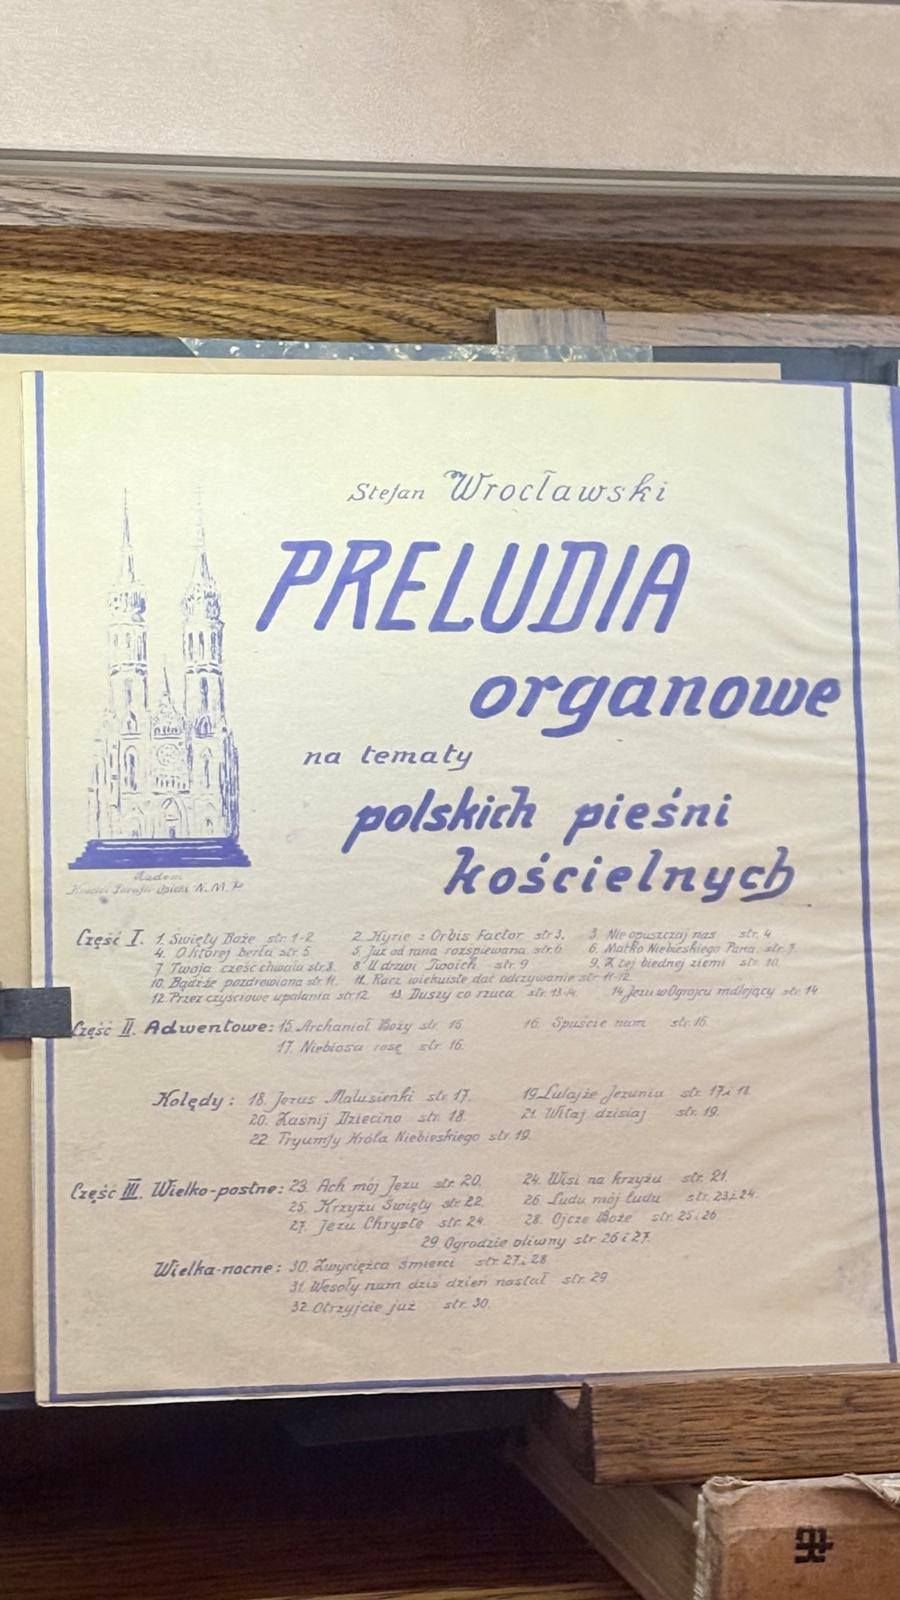 Stefan Wrocławski
PRELUDIA
organowe
na tematy
polskich pieśni
kościelnych
Radom
Kościół Parafii Opieki N.M.P
Część I. 1. Święty Boże str. 1-2 2. Kyrie z Orbis Factor str. 3, 3. Nie opuszczaj nas str. 4
4. O której berła str. 5 5. Już od rana rozśpiewana str. 6 6. Matko Niebieskiego Pana, str. 7
7. Twoja cześć chwała str. 8. 8. U drzwi Twoich str. 9 9. Z tej biednej ziemi str. 10.
10. Bądźże pozdrowiona str. 11. 11. Racz wiekuiste dać odczywanie str. 11-12
12. Przez czyścowe upalania str. 12 13. Duszy co rzuca str. 13-14 14. Jezu w Ogrojcu mdlejący str. 14
Część II. Adwentowe: 15. Archanioł Boży str. 15 16. Spuście nam str. 16.
17. Niebiosa rosę str. 16.
Kolędy: 18. Jezus Malusieńki str. 17. 19. Lulajże Jezuniu str. 17 i 18.
20. Zaśnij Dziecino str. 18. 21. Witaj dzisiaj str. 19.
22. Tryumfy Króla Niebieskiego str. 19.
Część III. Wielko-postne: 23. Ach mój Jezu str. 20. 24. Wisi na krzyżu str. 21.
25. Krzyżu Święty str. 22 26. Ludu mój ludu str. 23 i 24.
27. Jezu Chryste str. 24. 28. Ojcze Boże str. 25 i 26
29 Ogrodzie oliwny str. 26 i 27.
Wielka-nocne: 30. Zwycięzca śmierci str. 27 i 28
31. Wesoły nam dziś dzień nastał str. 29
32. Otrzyjcie już str. 30.